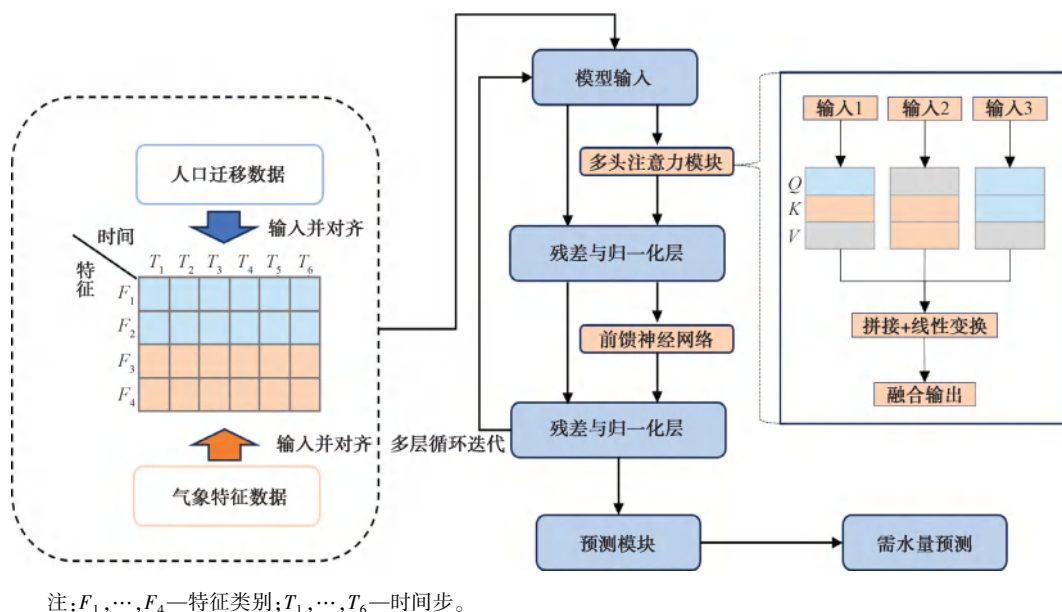 人口迁移数据
输入并对齐
时间
特征
T1 T2 T3 T4 T5 T6
F1
F2
F3
F4
输入并对齐
气象特征数据
多层循环迭代
模型输入
多头注意力模块
残差与归一化层
前馈神经网络
残差与归一化层
预测模块
需水量预测
输入1 输入2 输入3
Q
K
V
拼接+线性变换
融合输出
注:F1,…,F4—特征类别;T1,…,T6—时间步。